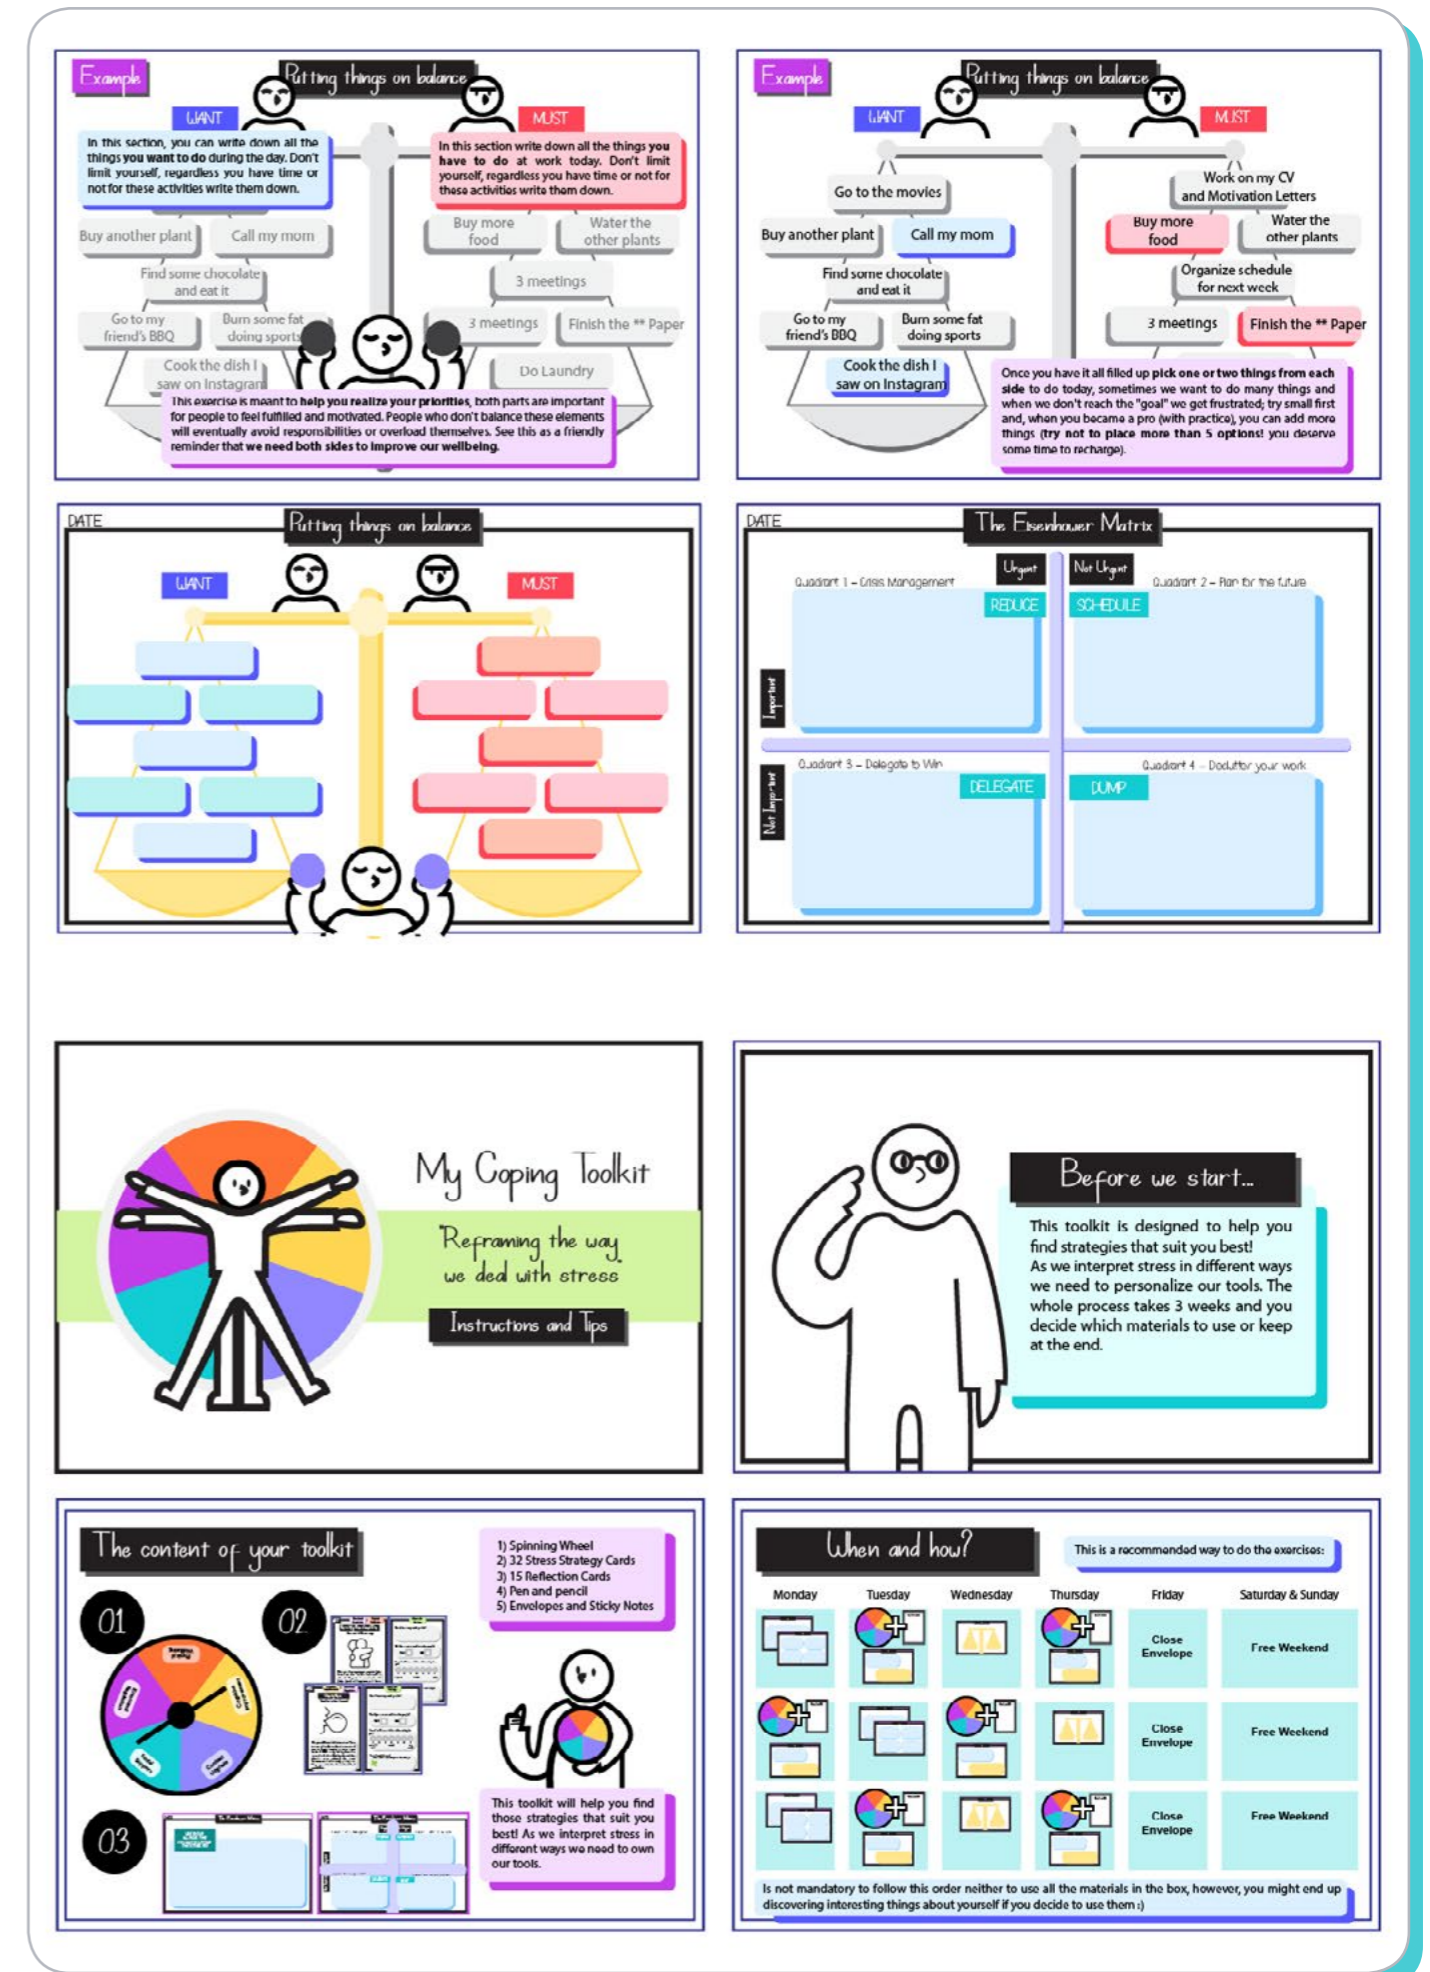 Example
Putting things on balance
WANT
MUST
In this section, you can write down all the
things you want to do during the day. Don't
limit yourself, regardless you have time or
not for these activities write them down.
In this section write down all the things you
have to do at work today. Don't limit
yourself, regardless you have time or not for
these activities write them down.
Buy another plant
Call my mom
Find some chocolate
and eat it
Go to my
friend's BBQ
Burn some fat
doing sports
Cook the dish I
saw on Instagram
Buy more
food
Water the
other plants
3 meetings
3 meetings
Finish the ** Paper
Do Laundry
This exercise is meant to help you realize your priorities, both parts are important
for people to feel fulfilled and motivated. People who don't balance these elements
will eventually avoid responsibilities or overload themselves. See this as a friendly
reminder that we need both sides to improve our wellbeing.
Example
Putting things on balance
WANT
MUST
Go to the movies
Buy another plant
Call my mom
Find some chocolate
and eat it
Go to my
friend's BBQ
Burn some fat
doing sports
Cook the dish I
saw on Instagram
Work on my CV
and Motivation Letters
Buy more
food
Water the
other plants
Organize schedule
for next week
3 meetings
Finish the ** Paper
Once you have it all filled up pick one or two things from each
side to do today, sometimes we want to do many things and
when we don't reach the "goal" we get frustrated; try small first
and, when you became a pro (with practice), you can add more
things (try not to place more than 5 options! you deserve
some time to recharge).
DATE
Putting things on balance
WANT
MUST
DATE
The Eisenhower Matrix
Urgent
Not Urgent
Quadrant 1 - Crisis Management
Quadrant 2 - Plan for the future
REDUCE
SCHEDULE
Important
Quadrant 3 - Delegate to Win
Quadrant 4 - Declutter your work
DELEGATE
DUMP
Not Important
My Coping Toolkit
"Reframing the way
we deal with stress"
Instructions and Tips
Before we start...
This toolkit is designed to help you
find strategies that suit you best!
As we interpret stress in different ways
we need to personalize our tools. The
whole process takes 3 weeks and you
decide which materials to use or keep
at the end.
The content of your toolkit
1) Spinning Wheel
2) 32 Stress Strategy Cards
3) 15 Reflection Cards
4) Pen and pencil
5) Envelopes and Sticky Notes
01
02
03
This toolkit will help you find
those strategies that suit you
best! As we interpret stress in
different ways we need to own
our tools.
When and how?
This is a recommended way to do the exercises:
Monday
Tuesday
Wednesday
Thursday
Friday
Saturday & Sunday
Close
Envelope
Free Weekend
Close
Envelope
Free Weekend
Close
Envelope
Free Weekend
Is not mandatory to follow this order neither to use all the materials in the box, however, you might end up
discovering interesting things about yourself if you decide to use them :)